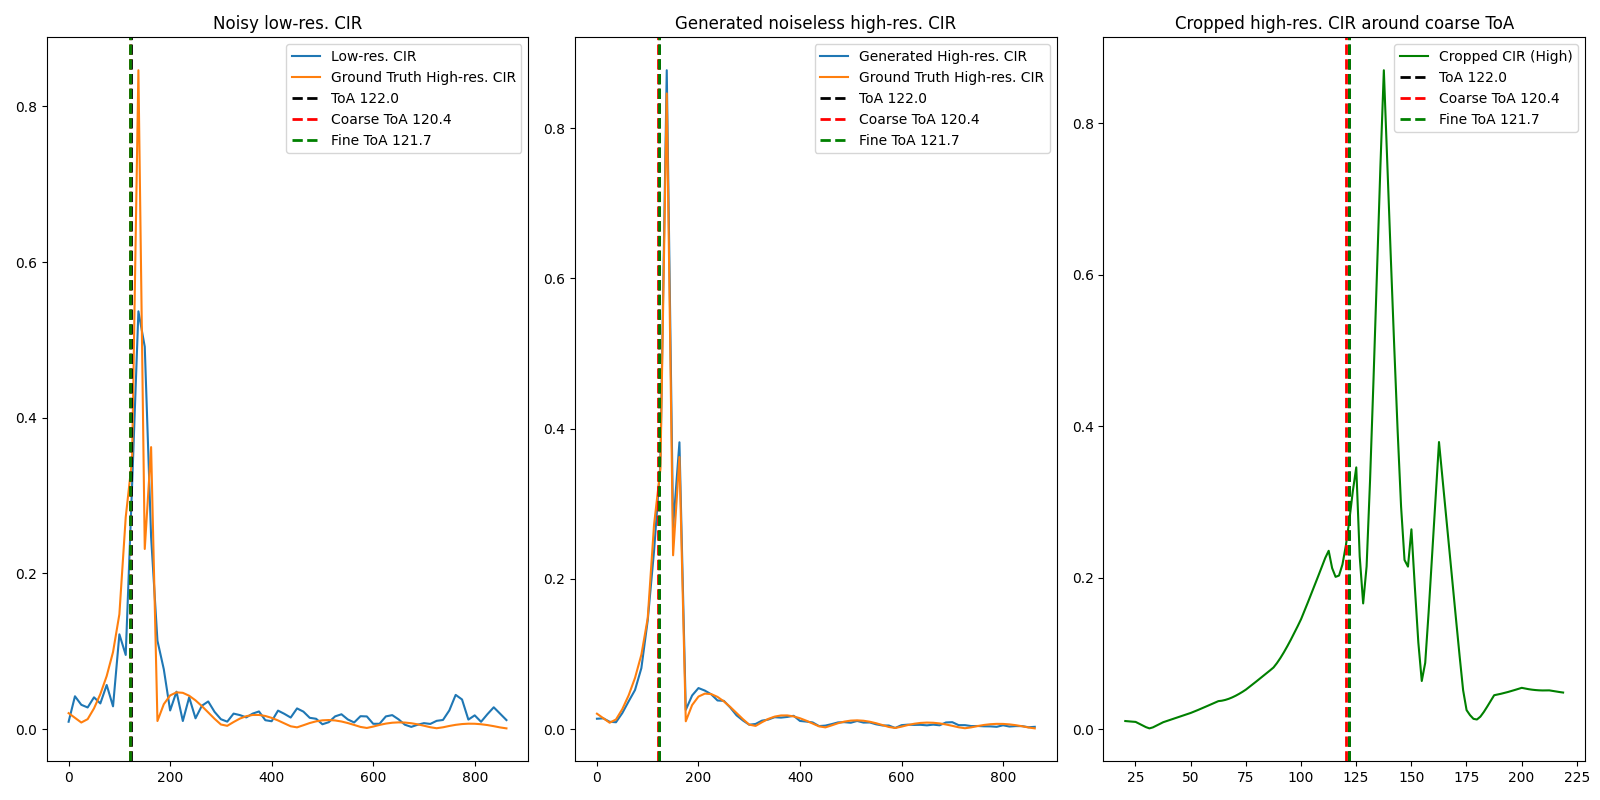 Noisy low-res. CIR
Low-res. CIR
Ground Truth High-res. CIR
ToA 122.0
Coarse ToA 120.4
Fine ToA 121.7
0.8
0.6
0.4
0.2
0.0
0 200 400 600 800
Generated noiseless high-res. CIR
Generated High-res. CIR
Ground Truth High-res. CIR
ToA 122.0
Coarse ToA 120.4
Fine ToA 121.7
0.8
0.6
0.4
0.2
0.0
0 200 400 600 800
Cropped high-res. CIR around coarse ToA
Cropped CIR (High)
ToA 122.0
Coarse ToA 120.4
Fine ToA 121.7
0.8
0.6
0.4
0.2
0.0
25 50 75 100 125 150 175 200 225